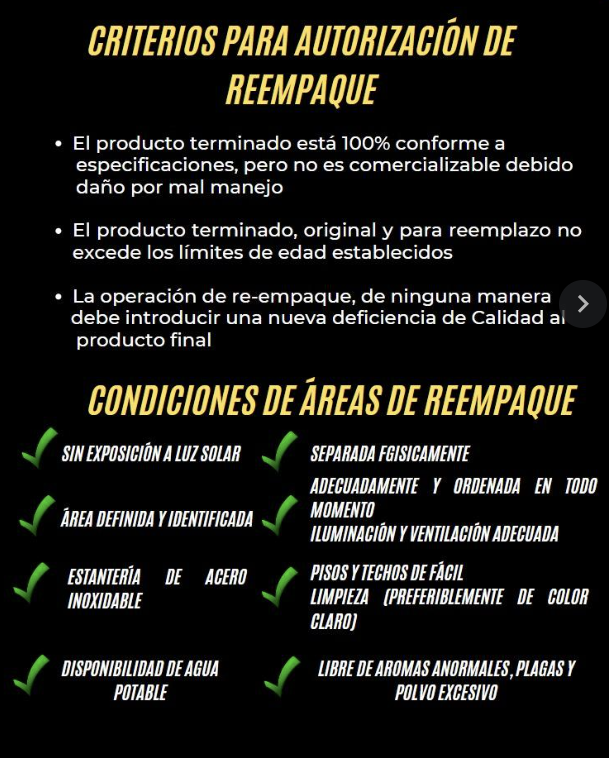 CRITERIOS PARA AUTORIZACIÓN DE
REEMPAQUE
• El producto terminado está 100% conforme a
especificaciones, pero no es comercializable debido
daño por mal manejo
• El producto terminado, original y para reemplazo no
excede los límites de edad establecidos
• La operación de re-empaque, de ninguna manera
debe introducir una nueva deficiencia de Calidad al
producto final
CONDICIONES DE ÁREAS DE REEMPAQUE
SIN EXPOSICIÓN A LUZ SOLAR
SEPARADA FGISICAMENTE
ÁREA DEFINIDA Y IDENTIFICADA
ADECUADAMENTE Y ORDENADA EN TODO
MOMENTO
ILUMINACIÓN Y VENTILACIÓN ADECUADA
ESTANTERÍA DE ACERO
INOXIDABLE
PISOS Y TECHOS DE FÁCIL
LIMPIEZA (PREFERIBLEMENTE DE COLOR
CLARO)
DISPONIBILIDAD DE AGUA
POTABLE
LIBRE DE AROMAS ANORMALES, PLAGAS Y
POLVO EXCESIVO